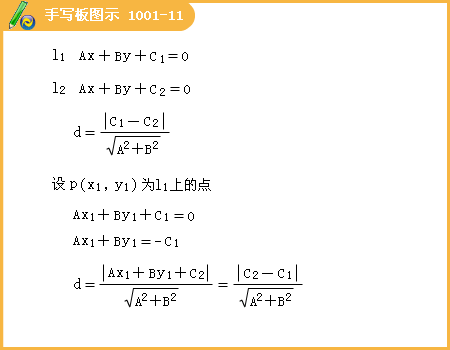 手写板图示 1001-11
l₁ Ax+By+C₁=0
l₂ Ax+By+C₂=0
d=|C₁-C₂|/√(A²+B²)
设p(x₁,y₁)为l₁上的点
Ax₁+By₁+C₁=0
Ax₁+By₁=-C₁
d=|Ax₁+By₁+C₂|/√(A²+B²)=|C₂-C₁|/√(A²+B²)